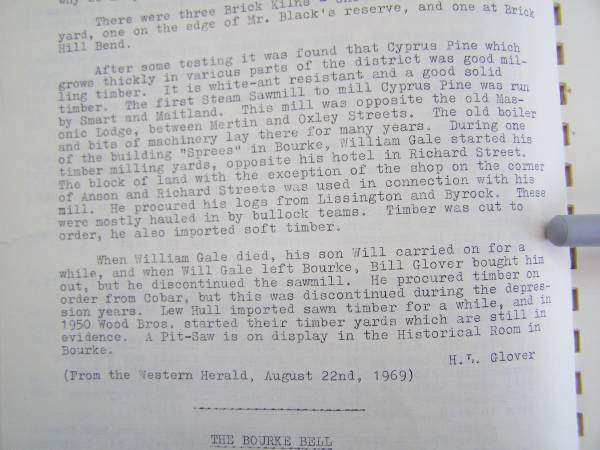 There were three Brick Kilns - one
yard, one on the edge of Mr. Black's reserve, and one at Brick
Hill Bend.
After some testing it was found that Cyprus Pine which
grows thickly in various parts of the district was good mil-
ling timber. It is white-ant resistant and a good solid
timber. The first Steam Sawmill to mill Cyprus Pine was run
by Smart and Maitland. This mill was opposite the old Mas-
onic Lodge, between Mertin and Oxley Streets. The old boiler
and bits of machinery lay there for many years. During one
of the building "Sprees" in Bourke, William Gale started his
timber milling yards, opposite his hotel in Richard Street.
The block of land with the exception of the shop on the corner
of Anson and Richard Streets was used in connection with his
mill. He procured his logs from Lissington and Byrock. These
were mostly hauled in by bullock teams. Timber was cut to
order, he also imported soft timber.
When William Gale died, his son Will carried on for a
while, and when Will Gale left Bourke, Bill Glover bought him
out, but he discontinued the sawmill. He procured timber on
order from Cobar, but this was discontinued during the depres-
sion years. Lew Hull imported sawn timber for a while, and in
1950 Wood Bros. started their timber yards which are still in
evidence. A Pit-Saw is on display in the Historical Room in
Bourke.
H.L. Glover
(From the Western Herald, August 22nd, 1969)
THE BOURKE BELL